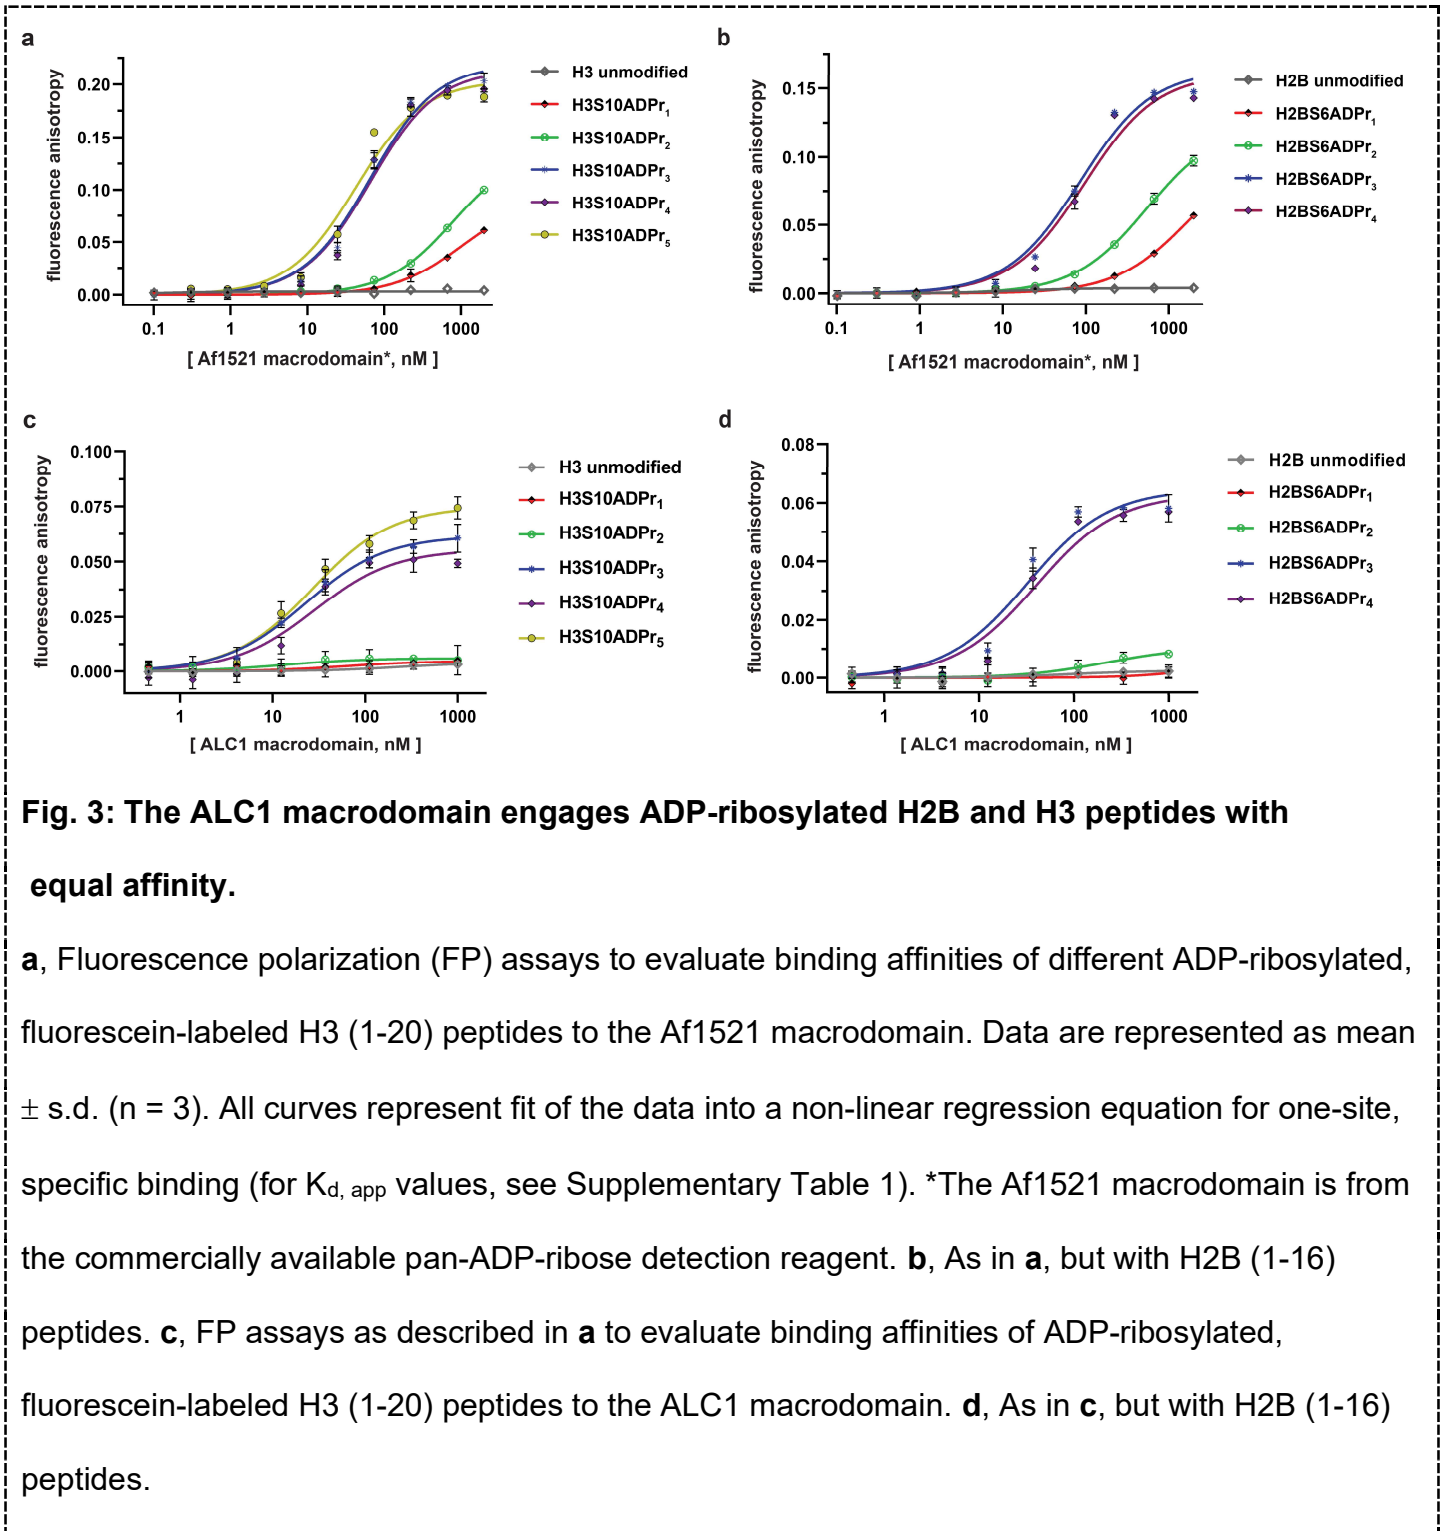 a
fluorescence anisotropy
0.20
0.15
0.10
0.05
0.00
0.1
1
10
100
1000
[ Af1521 macrodomain*, nM ]
H3 unmodified
H3S10ADPr1
H3S10ADPr2
H3S10ADPr3
H3S10ADPr4
H3S10ADPr5
b
fluorescence anisotropy
0.15
0.10
0.05
0.00
0.1
1
10
100
1000
[ Af1521 macrodomain*, nM ]
H2B unmodified
H2BS6ADPr1
H2BS6ADPr2
H2BS6ADPr3
H2BS6ADPr4
c
fluorescence anisotropy
0.100
0.075
0.050
0.025
0.000
1
10
100
1000
[ ALC1 macrodomain, nM ]
H3 unmodified
H3S10ADPr1
H3S10ADPr2
H3S10ADPr3
H3S10ADPr4
H3S10ADPr5
d
fluorescence anisotropy
0.08
0.06
0.04
0.02
0.00
1
10
100
1000
[ ALC1 macrodomain, nM ]
H2B unmodified
H2BS6ADPr1
H2BS6ADPr2
H2BS6ADPr3
H2BS6ADPr4
Fig. 3: The ALC1 macrodomain engages ADP-ribosylated H2B and H3 peptides with
equal affinity.
a, Fluorescence polarization (FP) assays to evaluate binding affinities of different ADP-ribosylated,
fluorescein-labeled H3 (1-20) peptides to the Af1521 macrodomain. Data are represented as mean
± s.d. (n = 3). All curves represent fit of the data into a non-linear regression equation for one-site,
specific binding (for Kd, app values, see Supplementary Table 1). *The Af1521 macrodomain is from
the commercially available pan-ADP-ribose detection reagent. b, As in a, but with H2B (1-16)
peptides. c, FP assays as described in a to evaluate binding affinities of ADP-ribosylated,
fluorescein-labeled H3 (1-20) peptides to the ALC1 macrodomain. d, As in c, but with H2B (1-16)
peptides.